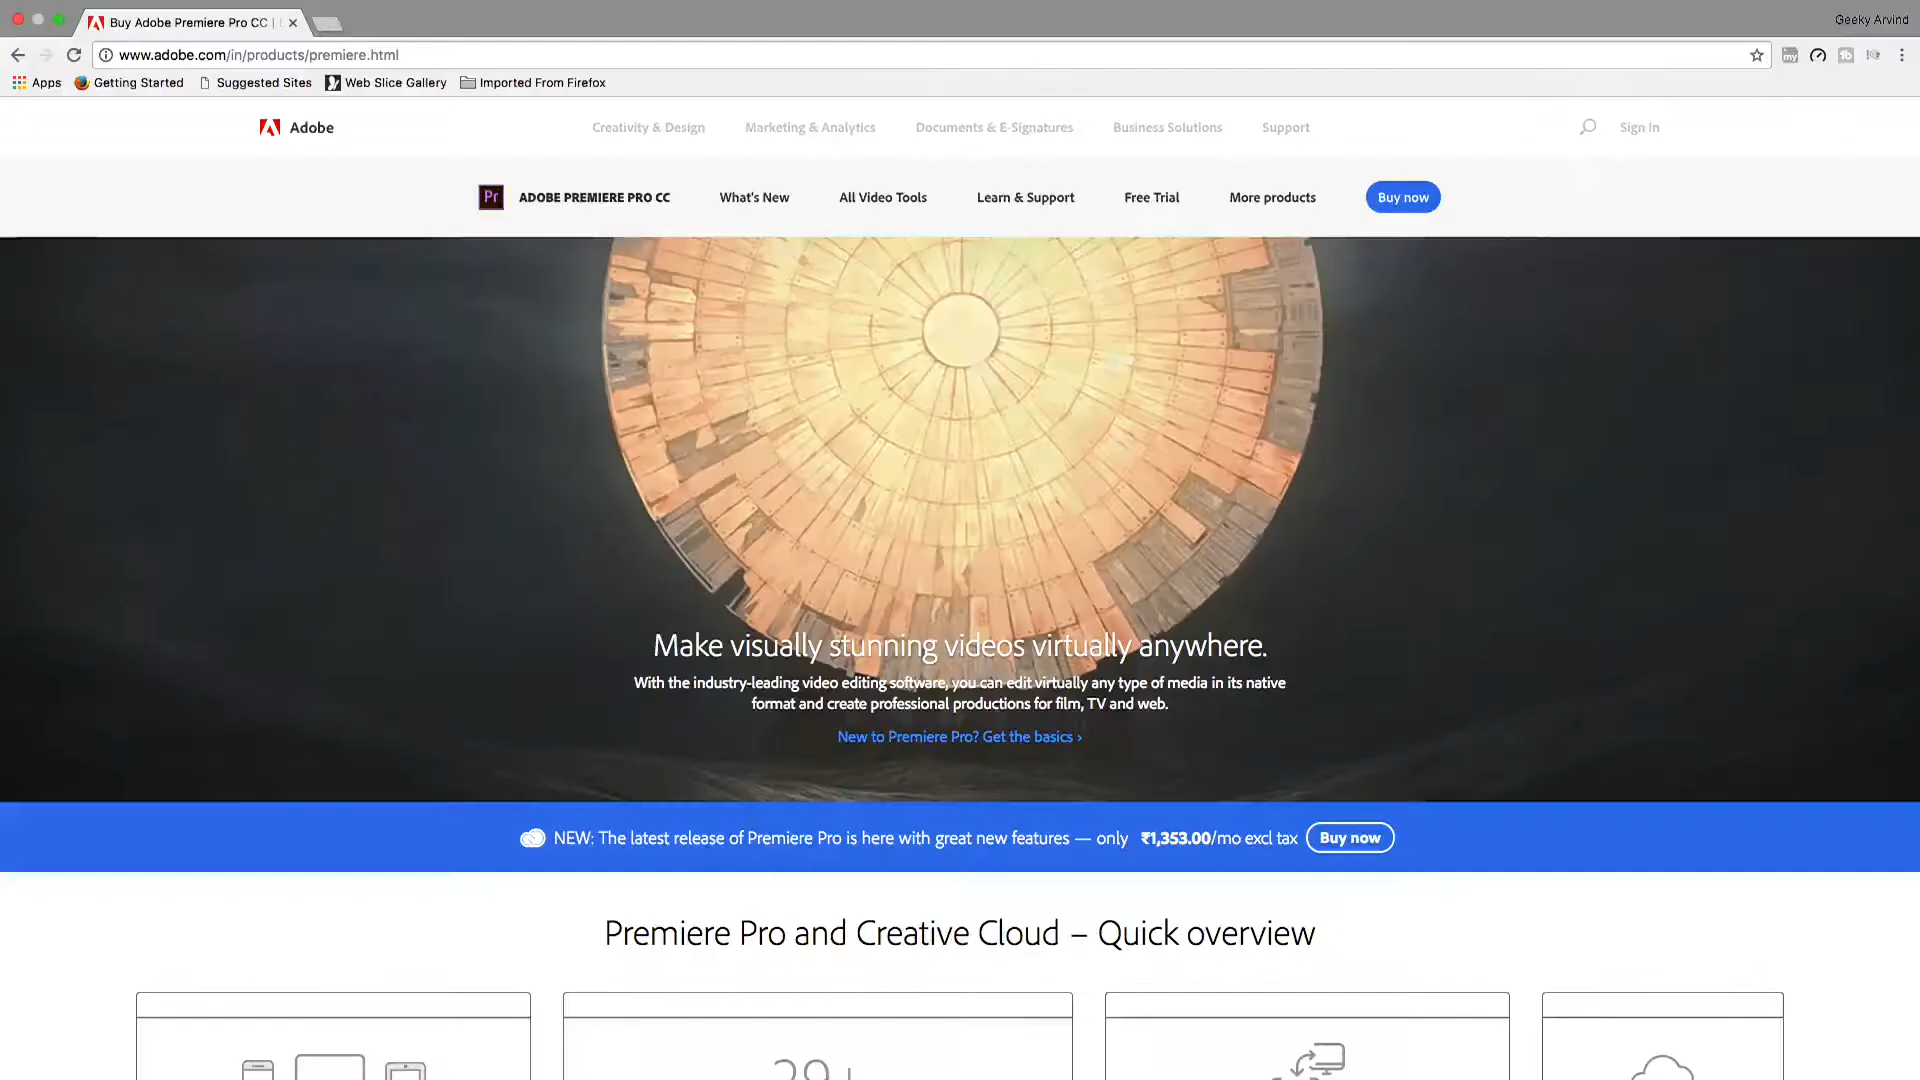 Buy Adobe Premiere Pro CC |
Geeky Arvind
www.adobe.com/in/products/premiere.html
Apps Getting Started Suggested Sites Web Slice Gallery Imported From Firefox
Adobe Creativity & Design Marketing & Analytics Documents & E-Signatures Business Solutions Support Sign In
Pr ADOBE PREMIERE PRO CC What's New All Video Tools Learn & Support Free Trial More products Buy now
Make visually stunning videos virtually anywhere.
With the industry-leading video editing software, you can edit virtually any type of media in its native
format and create professional productions for film, TV and web.
New to Premiere Pro? Get the basics ›
NEW: The latest release of Premiere Pro is here with great new features — only ₹1,353.00/mo excl tax Buy now
Premiere Pro and Creative Cloud – Quick overview